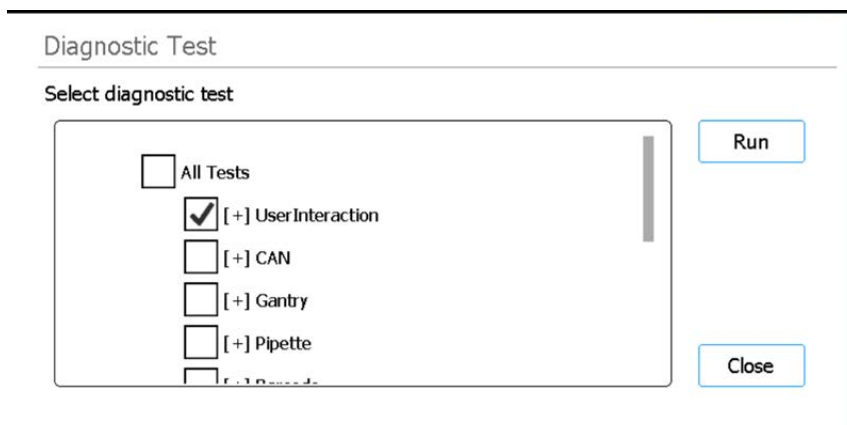 Diagnostic Test
Select diagnostic test
Run
All Tests
[+] UserInteraction
[+] CAN
[+] Gantry
[+] Pipette
Close